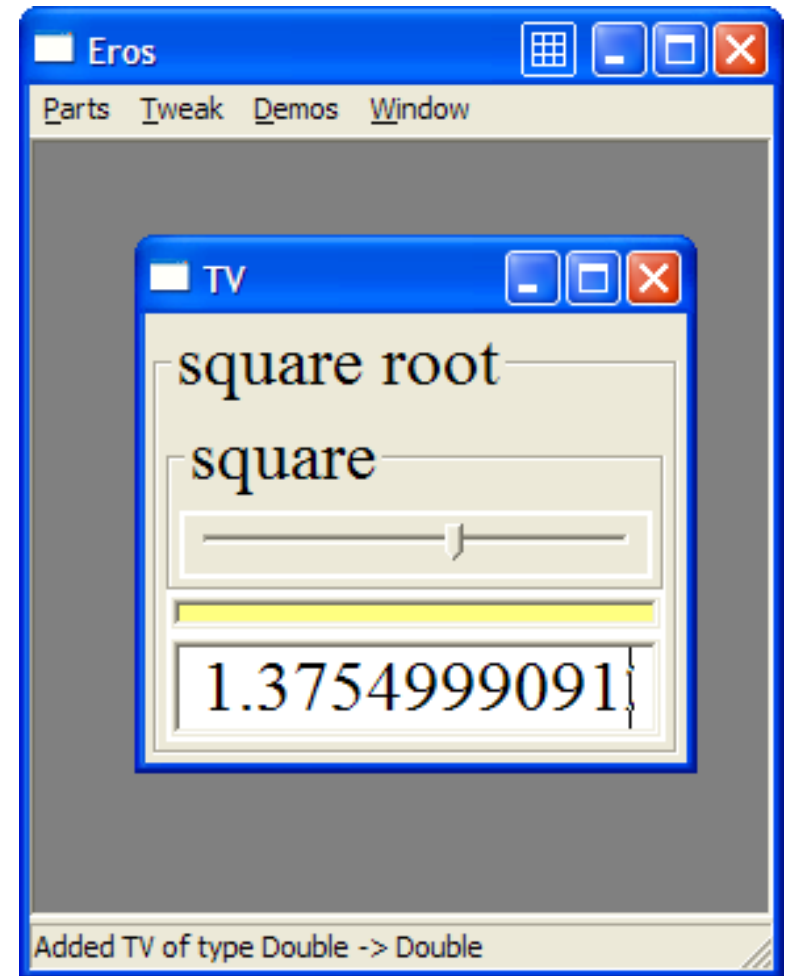 Eros
Parts Tweak Demos Window
TV
square root
square
1.3754999091
Added TV of type Double -> Double